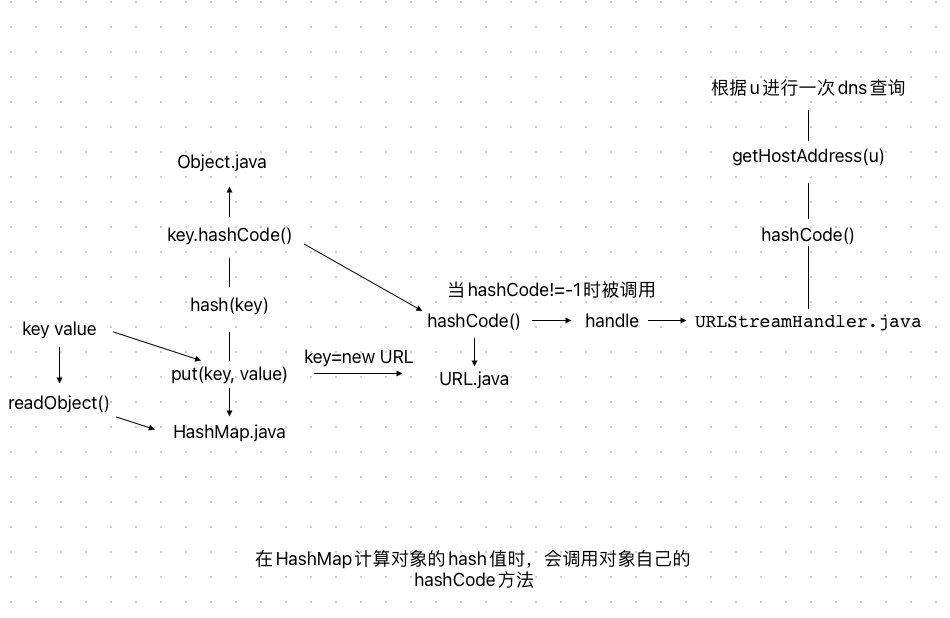 根据u进行一次dns查询
getHostAddress(u)
Object.java
key.hashCode()
hashCode()
当hashCode!=-1时被调用
hash(key)
key value
hashCode()
handle
URLStreamHandler.java
key=new URL
put(key, value)
URL.java
readObject()
HashMap.java
在HashMap计算对象的hash值时，会调用对象自己的
hashCode方法